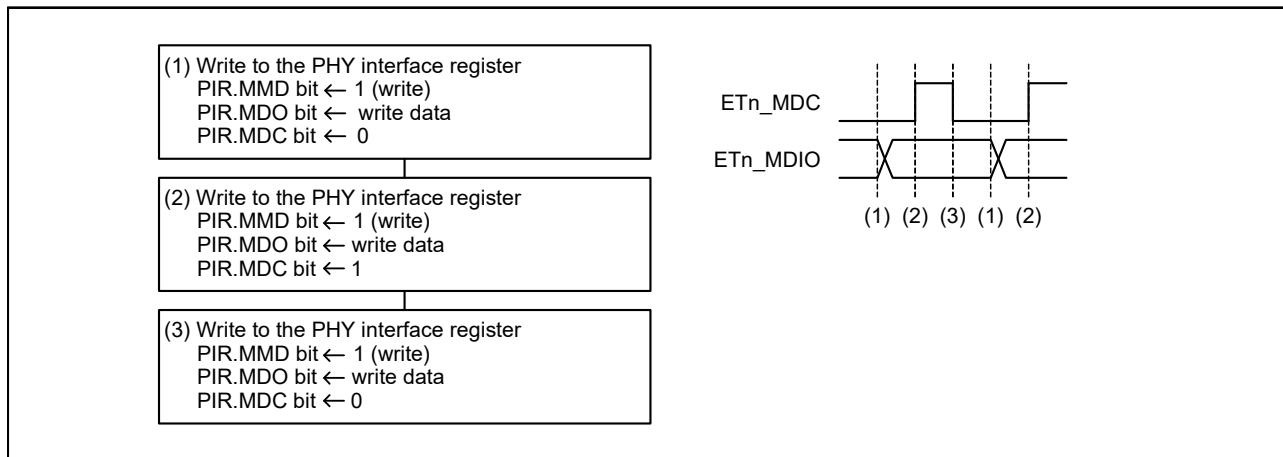 (1) Write to the PHY interface register
PIR.MMD bit ← 1 (write)
PIR.MDO bit ← write data
PIR.MDC bit ← 0
(2) Write to the PHY interface register
PIR.MMD bit ← 1 (write)
PIR.MDO bit ← write data
PIR.MDC bit ← 1
(3) Write to the PHY interface register
PIR.MMD bit ← 1 (write)
PIR.MDO bit ← write data
PIR.MDC bit ← 0
ETn_MDC
ETn_MDIO
(1) (2) (3) (1) (2)